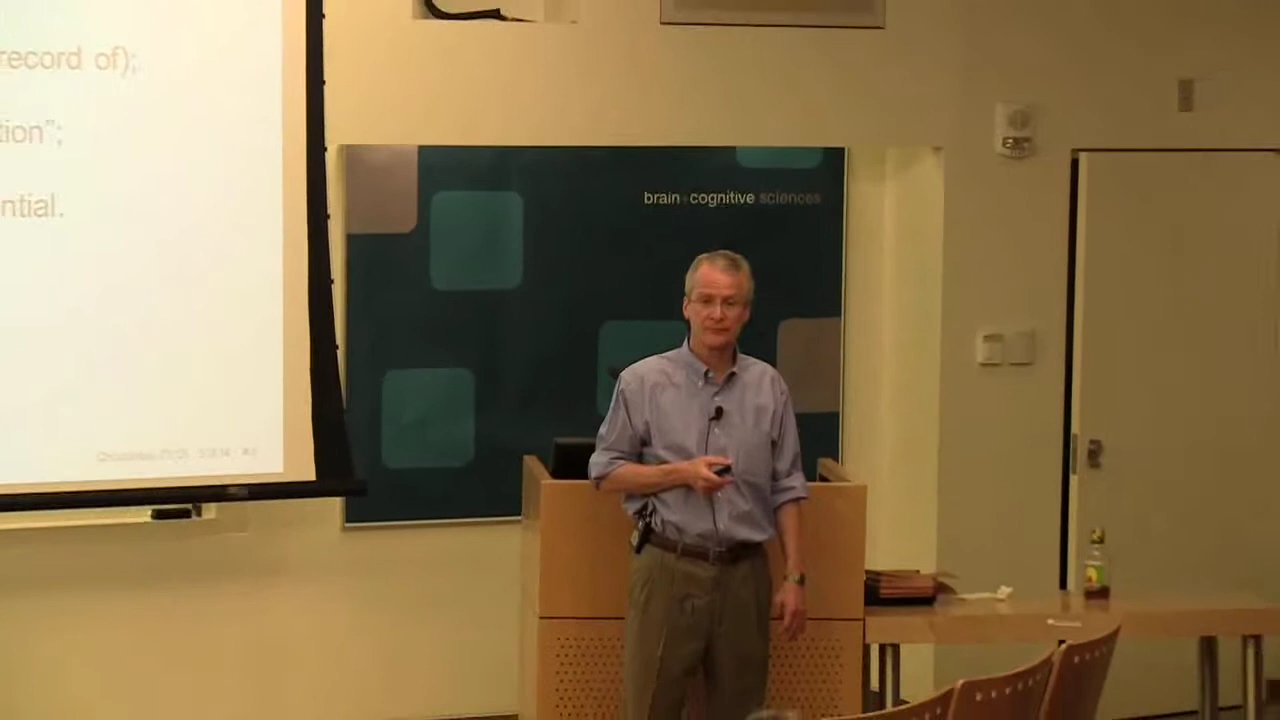 record of);
tion”;
ntial.
brain+cognitive sciences